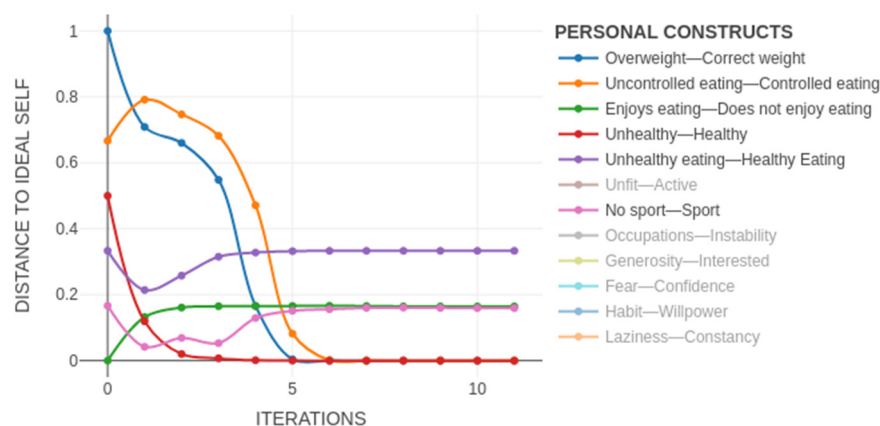 PERSONAL CONSTRUCTS
Overweight—Correct weight
Uncontrolled eating—Controlled eating
Enjoys eating—Does not enjoy eating
Unhealthy—Healthy
Unhealthy eating—Healthy Eating
Unfit—Active
No sport—Sport
Occupations—Instability
Generosity—Interested
Fear—Confidence
Habit—Willpower
Laziness—Constancy
DISTANCE TO IDEAL SELF
1
0.8
0.6
0.4
0.2
0
0
5
10
ITERATIONS